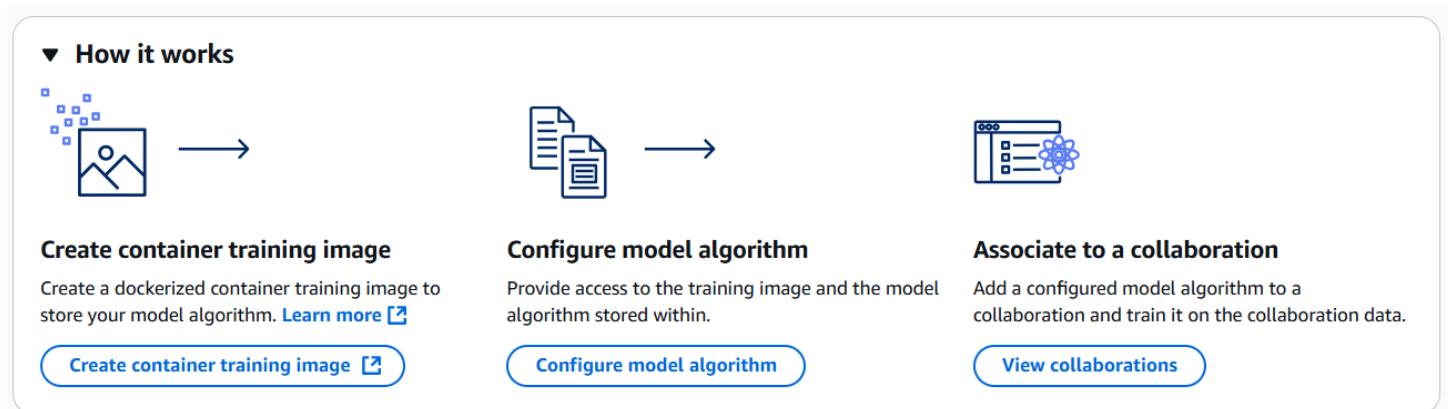 How it works
Create container training image
Create a dockerized container training image to
store your model algorithm. Learn more
Create container training image
Configure model algorithm
Provide access to the training image and the model
algorithm stored within.
Configure model algorithm
Associate to a collaboration
Add a configured model algorithm to a
collaboration and train it on the collaboration data.
View collaborations